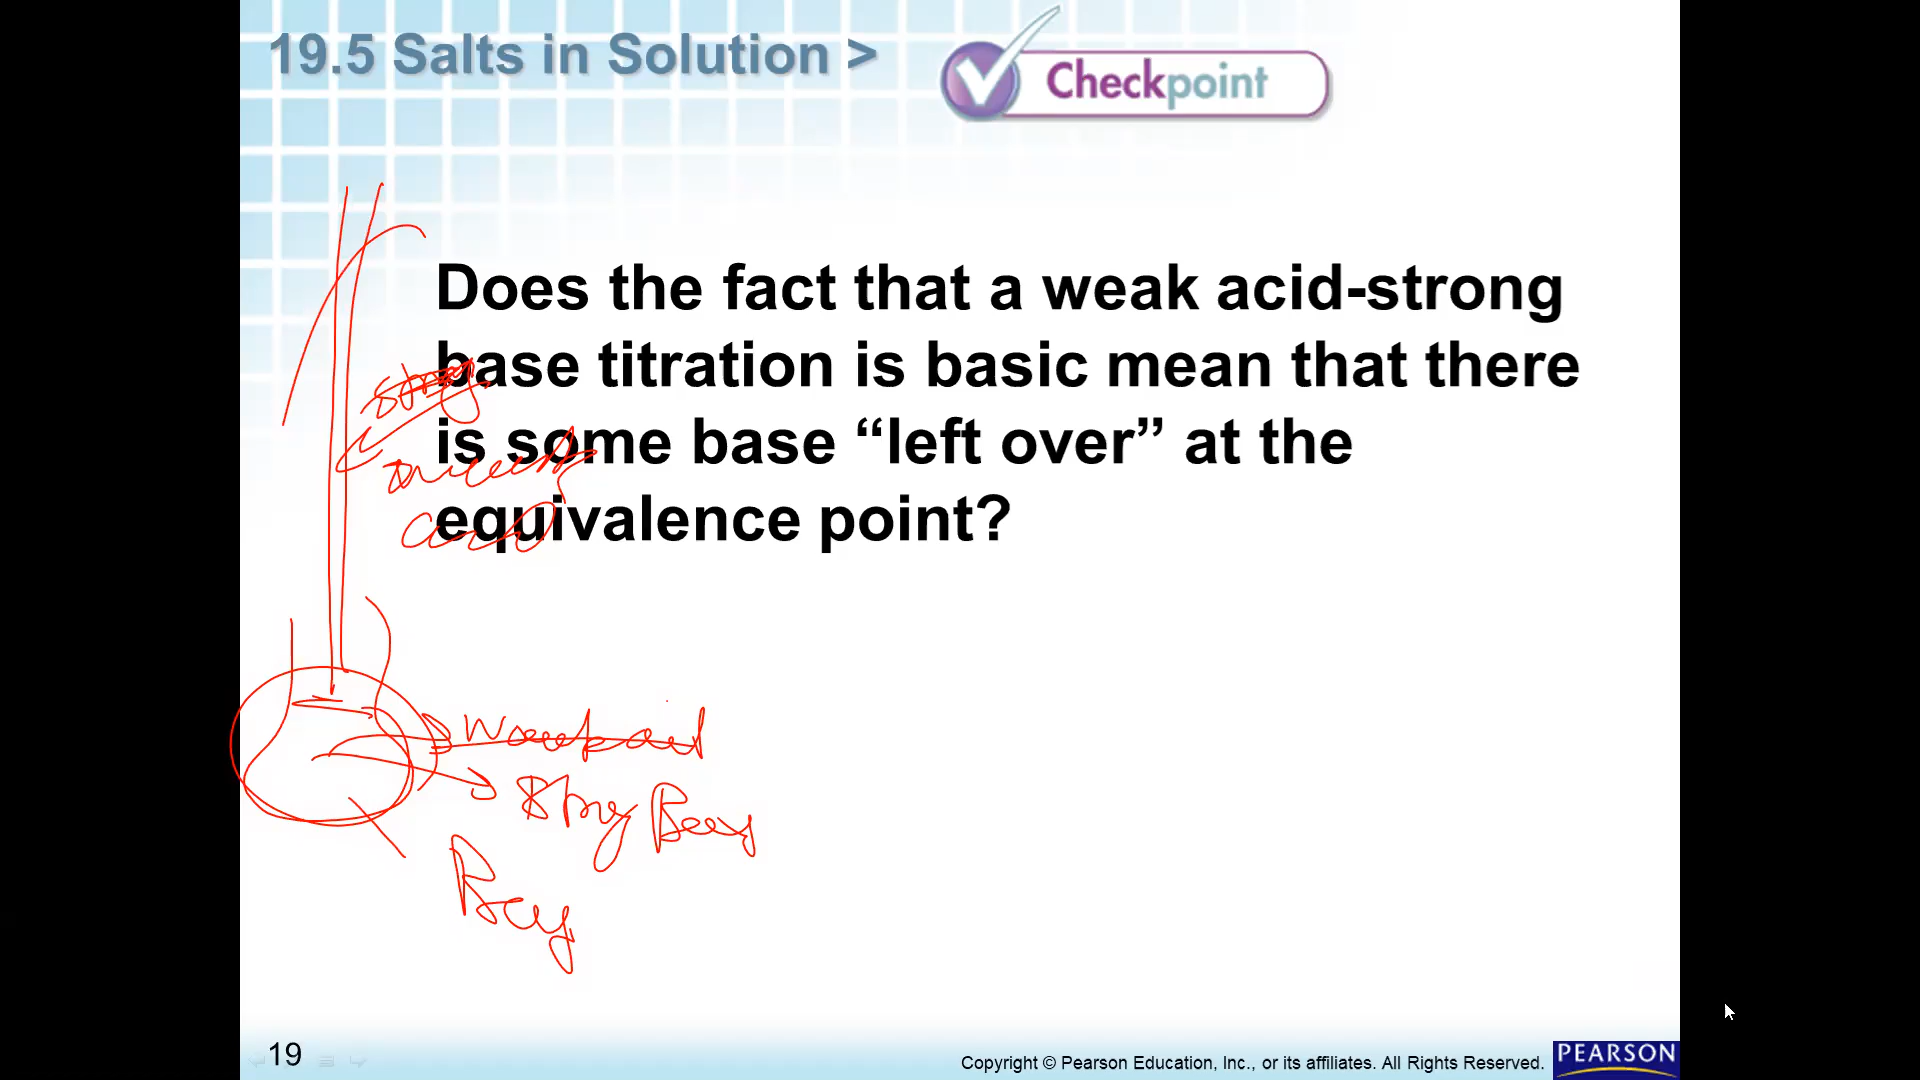 19.5 Salts in Solution >
Checkpoint
Does the fact that a weak acid-strong
base titration is basic mean that there
is some base “left over” at the
equivalence point?
strong
acid
19
Copyright © Pearson Education, Inc., or its affiliates. All Rights Reserved.
PEARSON